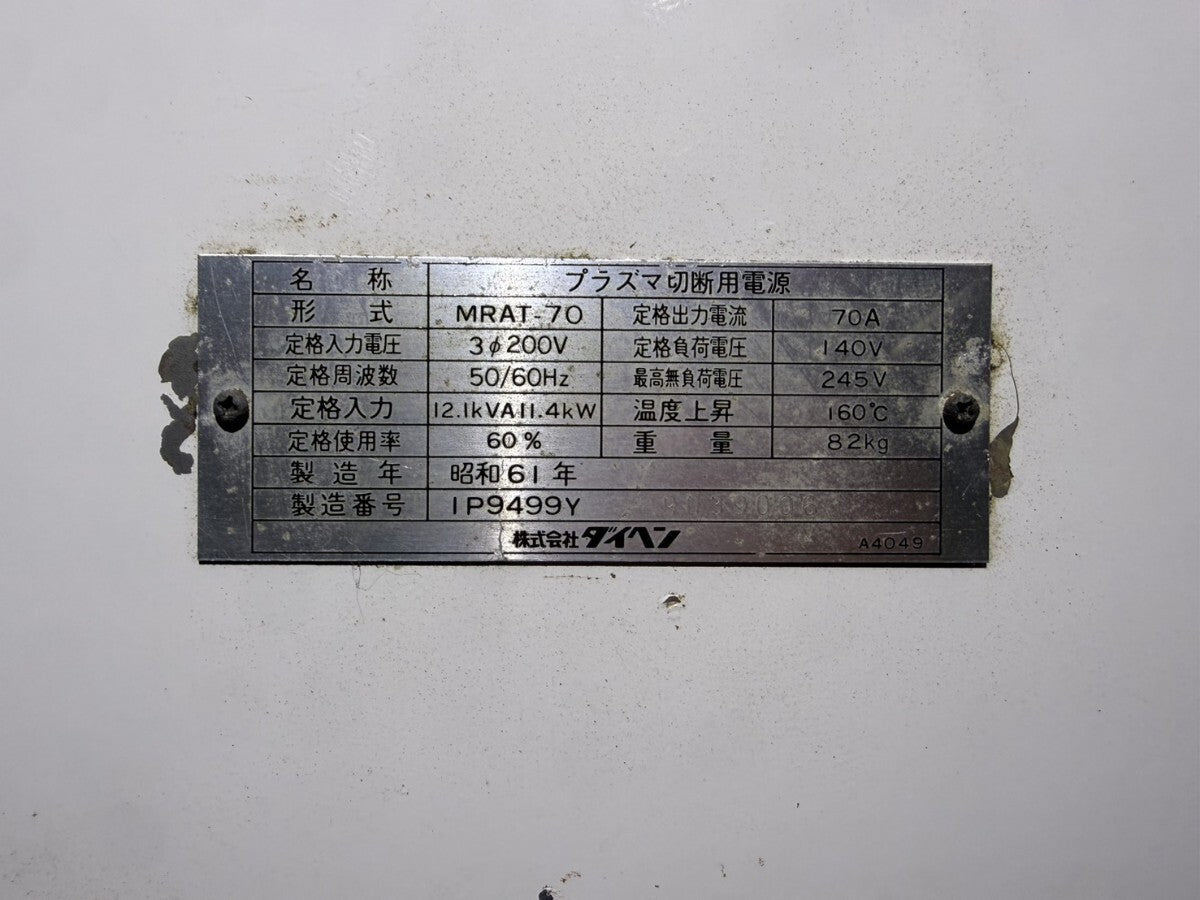 名称 プラズマ切断用電源
形式 MRAT-70 定格出力電流 70A
定格入力電圧 3φ200V 定格負荷電圧 140V
定格周波数 50/60Hz 最高無負荷電圧 245V
定格入力 12.1kVA11.4kW 温度上昇 160℃
定格使用率 60% 重量 82kg
製造年 昭和61年
製造番号 1P9499Y
株式会社ダイヘン A4049